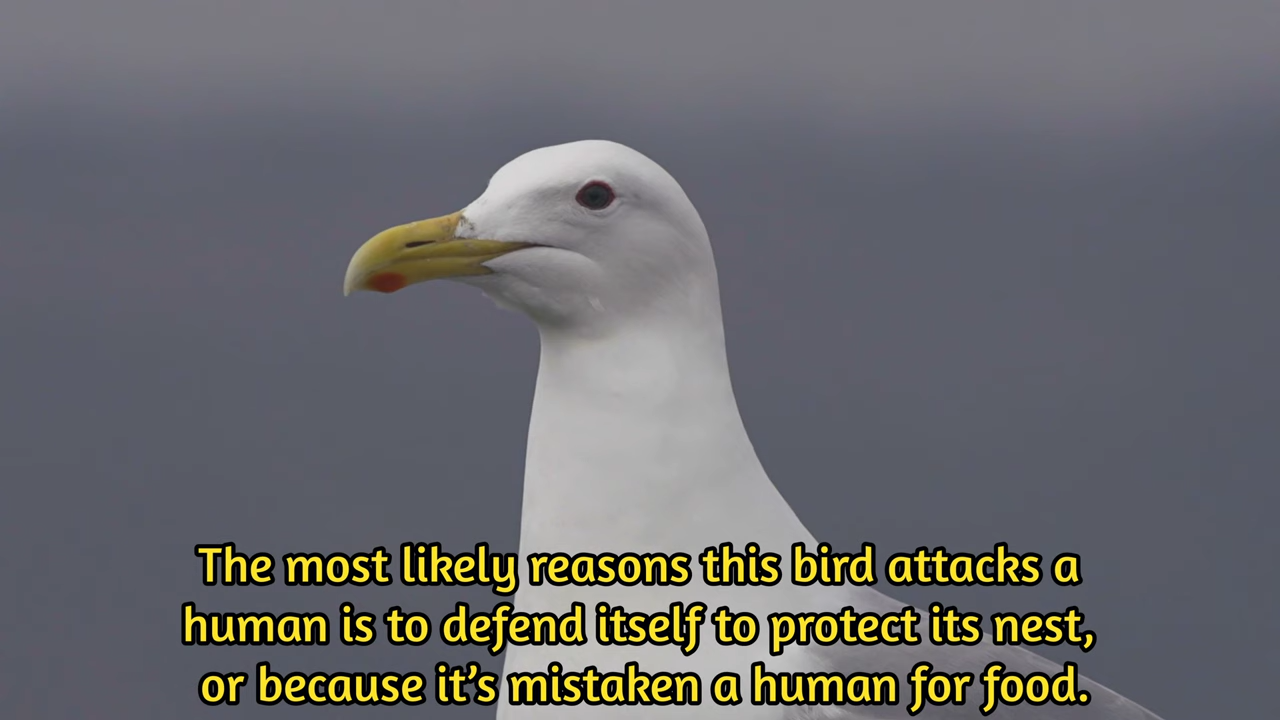 The most likely reasons this bird attacks a
human is to defend itself to protect its nest,
or because it’s mistaken a human for food.